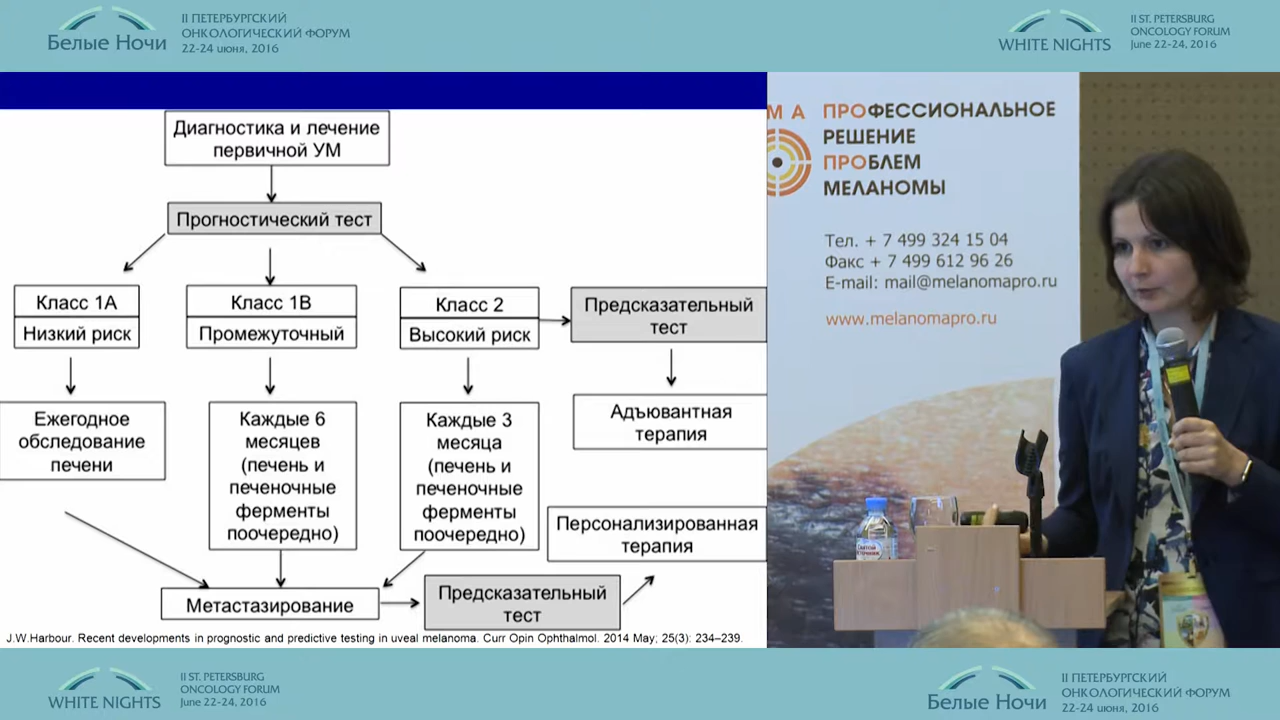 Белые Ночи
II ПЕТЕРБУРГСКИЙ
ОНКОЛОГИЧЕСКИЙ ФОРУМ
22-24 июня, 2016
WHITE NIGHTS
II ST. PETERSBURG
ONCOLOGY FORUM
June 22-24, 2016
Диагностика и лечение
первичной УМ
Прогностический тест
Класс 1А
Низкий риск
Класс 1В
Промежуточный
Класс 2
Высокий риск
Предсказательный
тест
Ежегодное
обследование
печени
Каждые 6
месяцев
(печень и
печеночные
ферменты
поочередно)
Каждые 3
месяца
(печень и
печеночные
ферменты
поочередно)
Адъювантная
терапия
Персонализированная
терапия
Метастазирование
Предсказательный
тест
J.W.Harbour. Recent developments in prognostic and predictive testing in uveal melanoma. Curr Opin Ophthalmol. 2014 May; 25(3): 234–239.
М А
ПРОФЕССИОНАЛЬНОЕ
РЕШЕНИЕ
ПРОБЛЕМ
МЕЛАНОМЫ
Тел. + 7 499 324 15 04
Факс + 7 499 612 96 26
E-mail: mail@melanomapro.ru
www.melanomapro.ru
WHITE NIGHTS
II ST. PETERSBURG
ONCOLOGY FORUM
June 22-24, 2016
Белые Ночи
II ПЕТЕРБУРГСКИЙ
ОНКОЛОГИЧЕСКИЙ ФОРУМ
22-24 июня, 2016